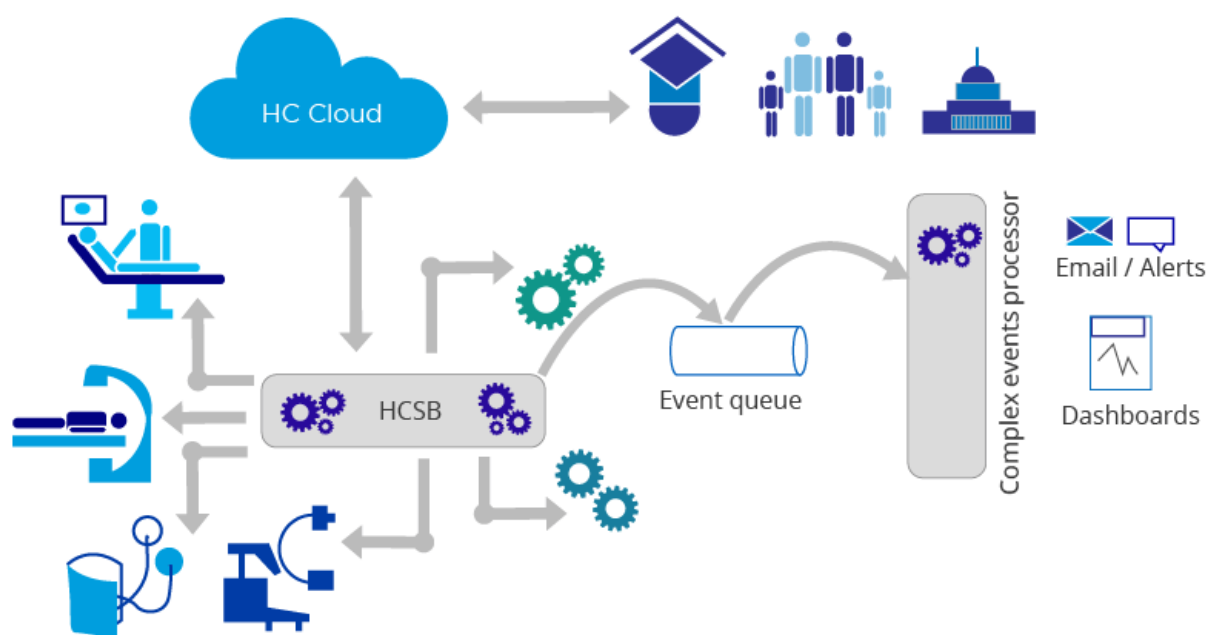 HC Cloud
Complex events processor
Email / Alerts
HCSB
Event queue
Dashboards